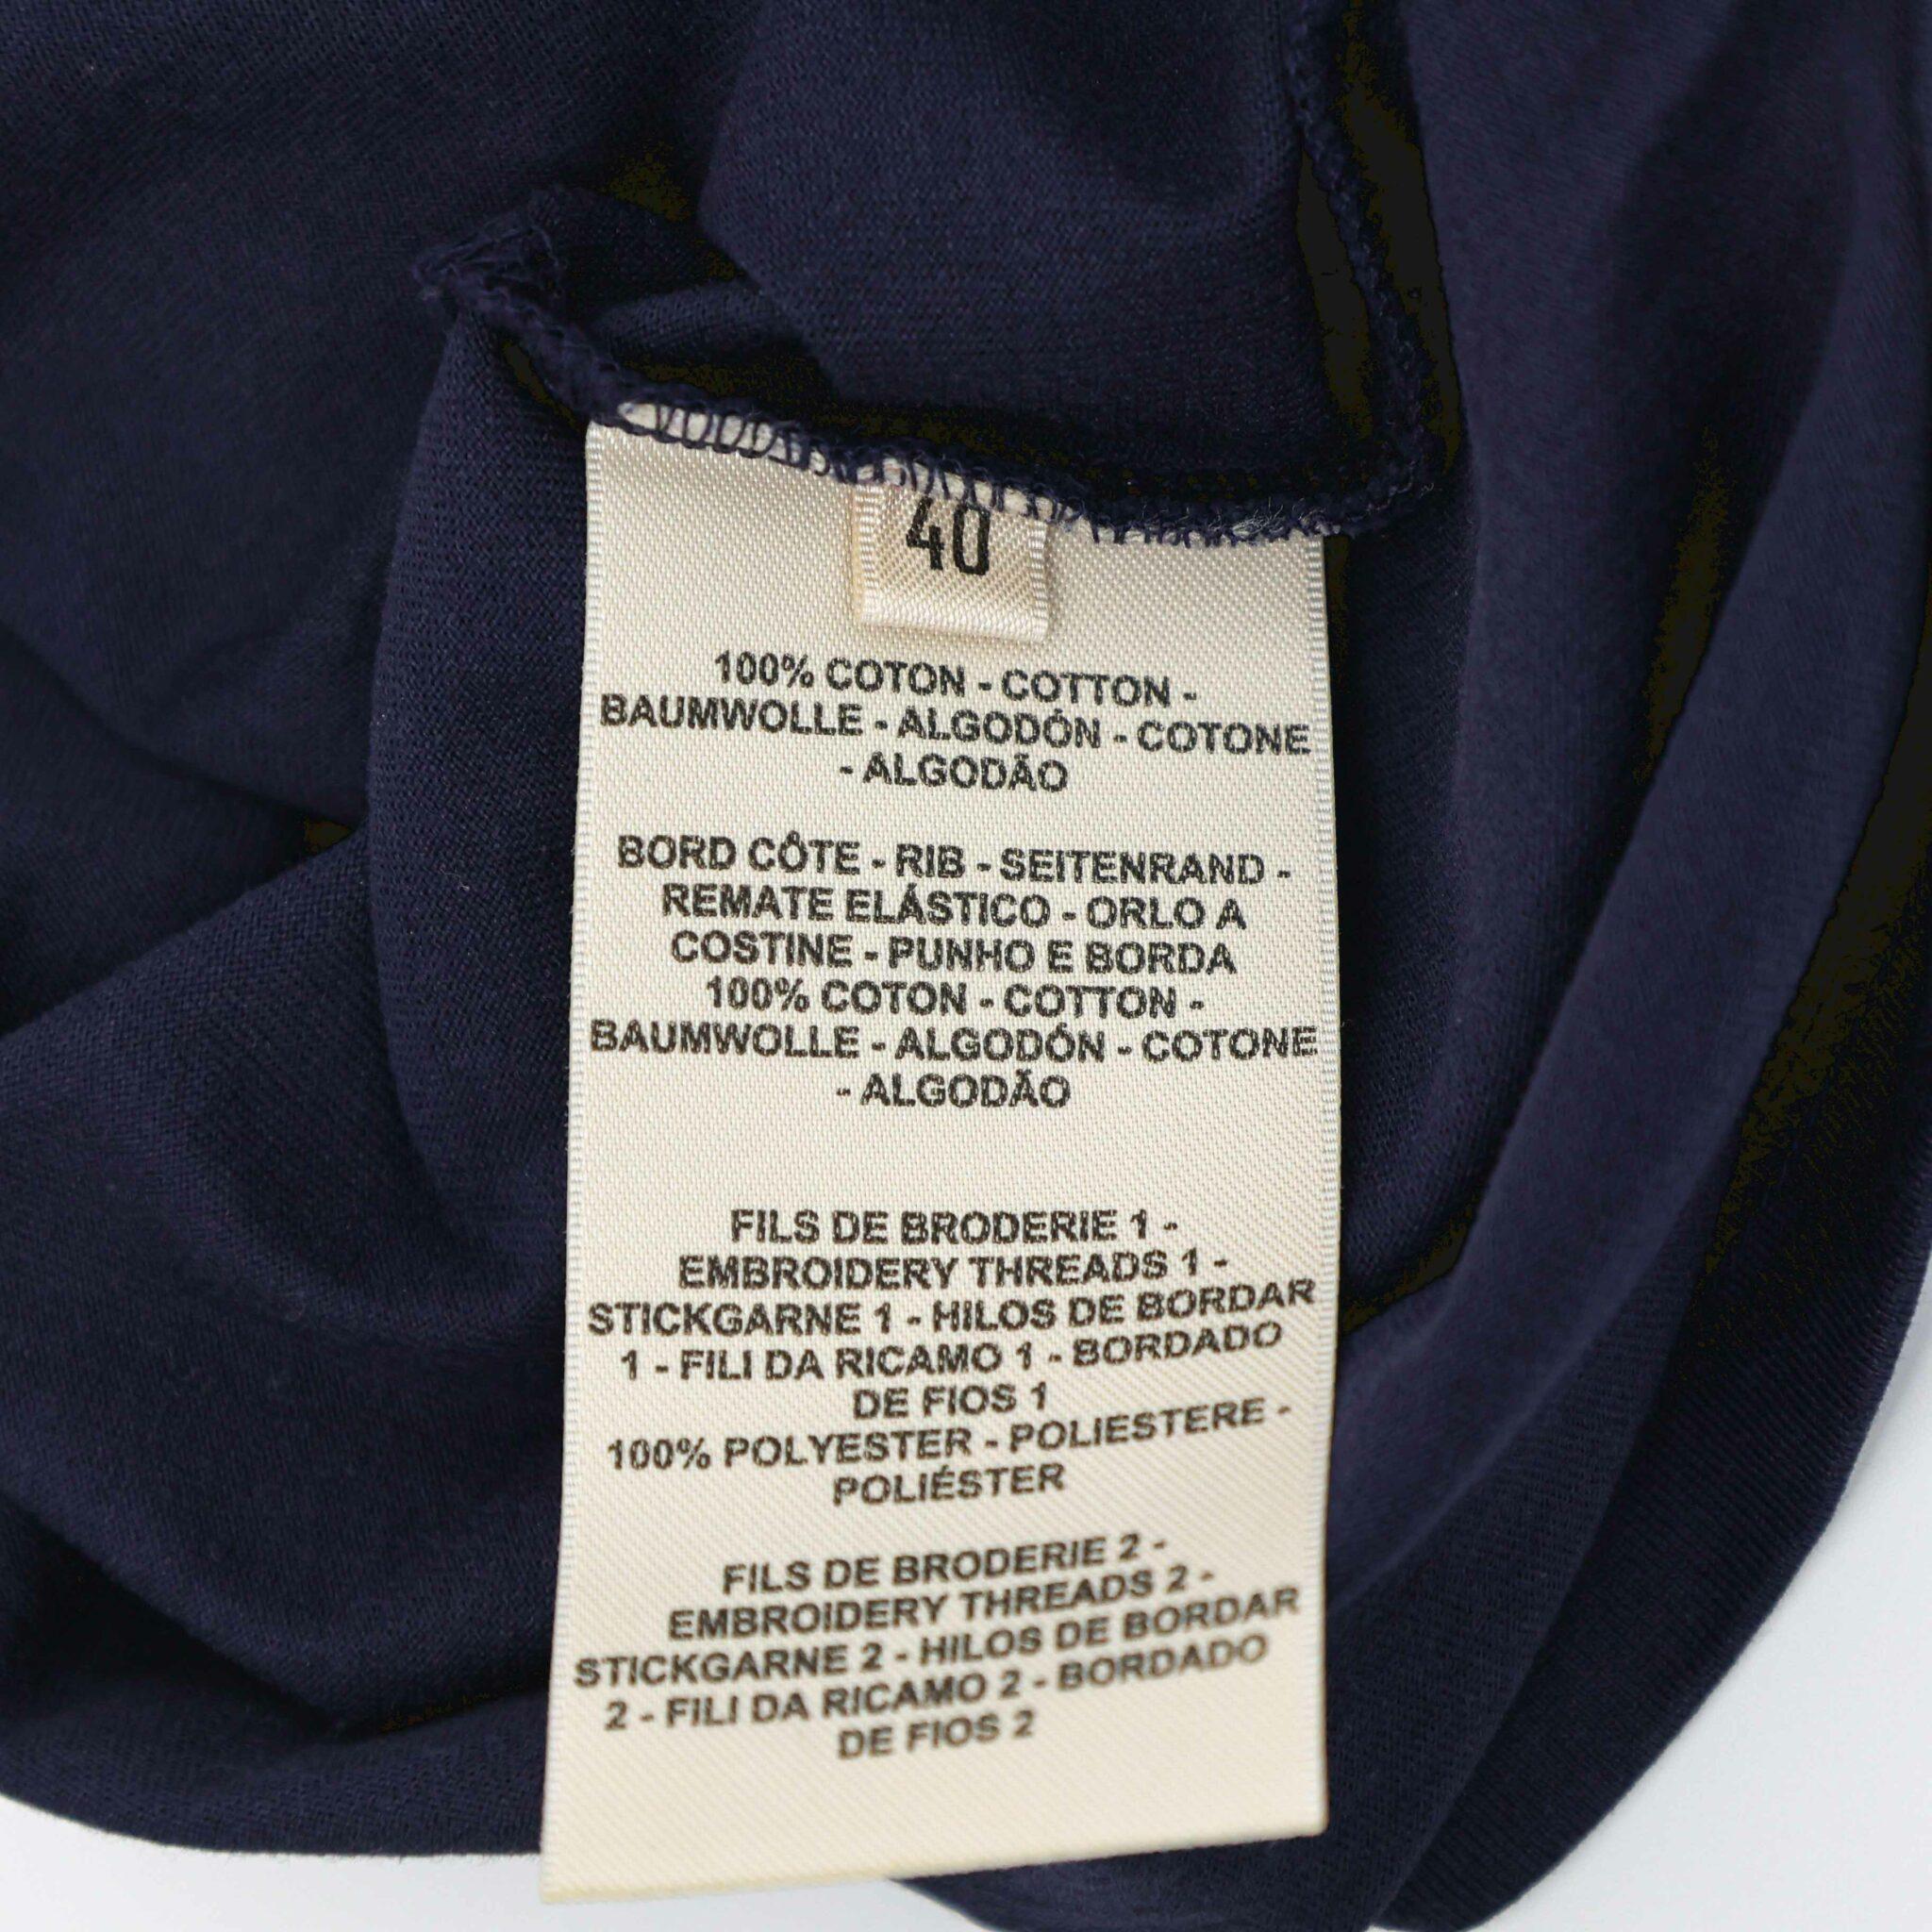 40
100% COTON - COTTON -
BAUMWOLLE - ALGODÓN - COTONE
- ALGODÃO
BORD CÔTE - RIB - SEITENRAND -
REMATE ELÁSTICO - ORLO A
COSTINE - PUNHO E BORDA
100% COTON - COTTON -
BAUMWOLLE - ALGODÓN - COTONE
- ALGODÃO
FILS DE BRODERIE 1 -
EMBROIDERY THREADS 1 -
STICKGARNE 1 - HILOS DE BORDAR
1 - FILI DA RICAMO 1 - BORDADO
DE FIOS 1
100% POLYESTER - POLIESTERE -
POLIÉSTER
FILS DE BRODERIE 2 -
EMBROIDERY THREADS 2 -
STICKGARNE 2 - HILOS DE BORDAR
2 - FILI DA RICAMO 2 - BORDADO
DE FIOS 2